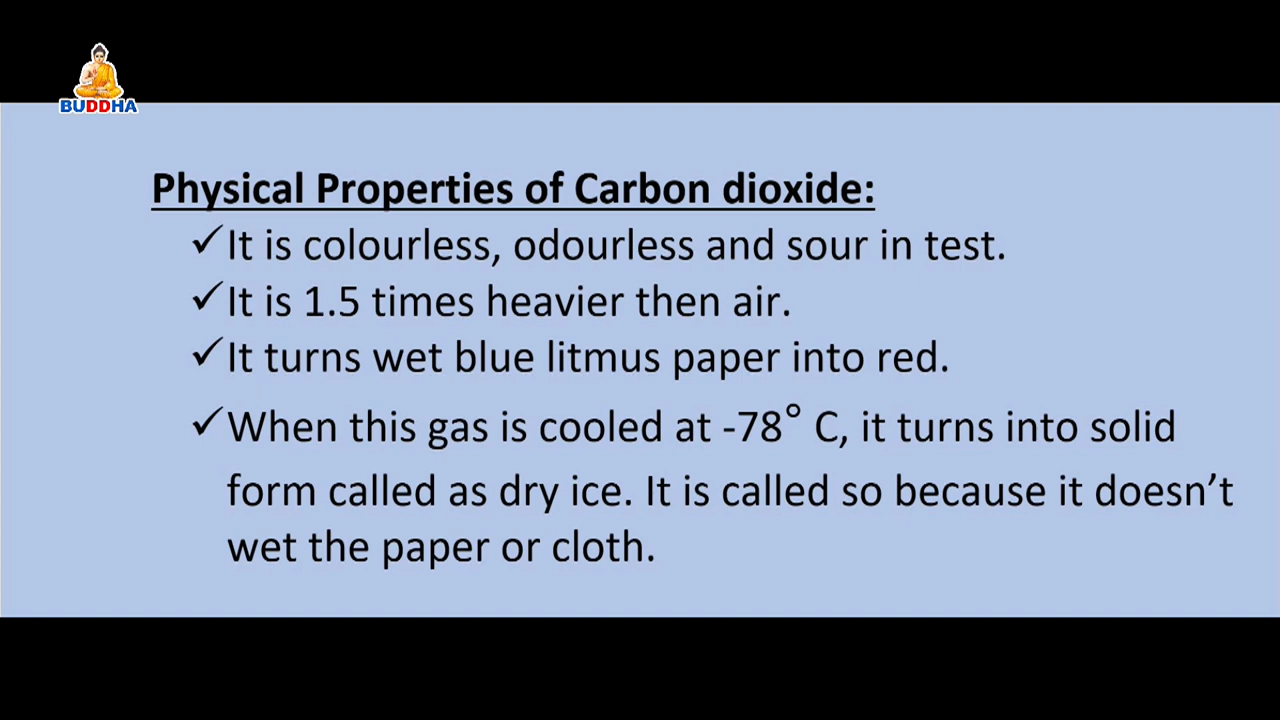 BUDDHA
Physical Properties of Carbon dioxide:
✓It is colourless, odourless and sour in test.
✓It is 1.5 times heavier then air.
✓It turns wet blue litmus paper into red.
✓When this gas is cooled at -78° C, it turns into solid
form called as dry ice. It is called so because it doesn’t
wet the paper or cloth.